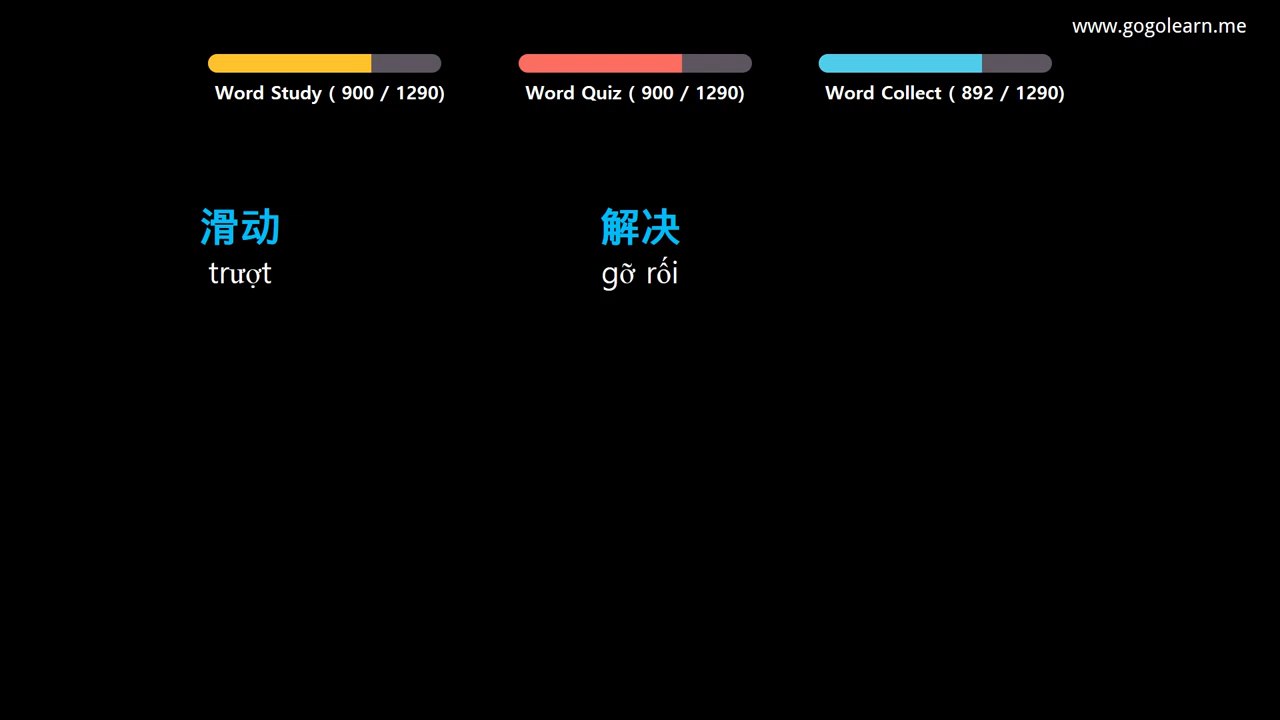 www.gogolearn.me
Word Study ( 900 / 1290)
Word Quiz ( 900 / 1290)
Word Collect ( 892 / 1290)
滑动
trượt
解决
gỡ rối